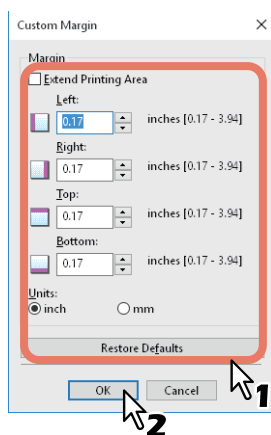 Custom Margin
Margin
Extend Printing Area
Left:
0.17 inches [0.17 - 3.94]
Right:
0.17 inches [0.17 - 3.94]
Top:
0.17 inches [0.17 - 3.94]
Bottom:
0.17 inches [0.17 - 3.94]
Units:
inch mm
Restore Defaults
1
OK Cancel
2